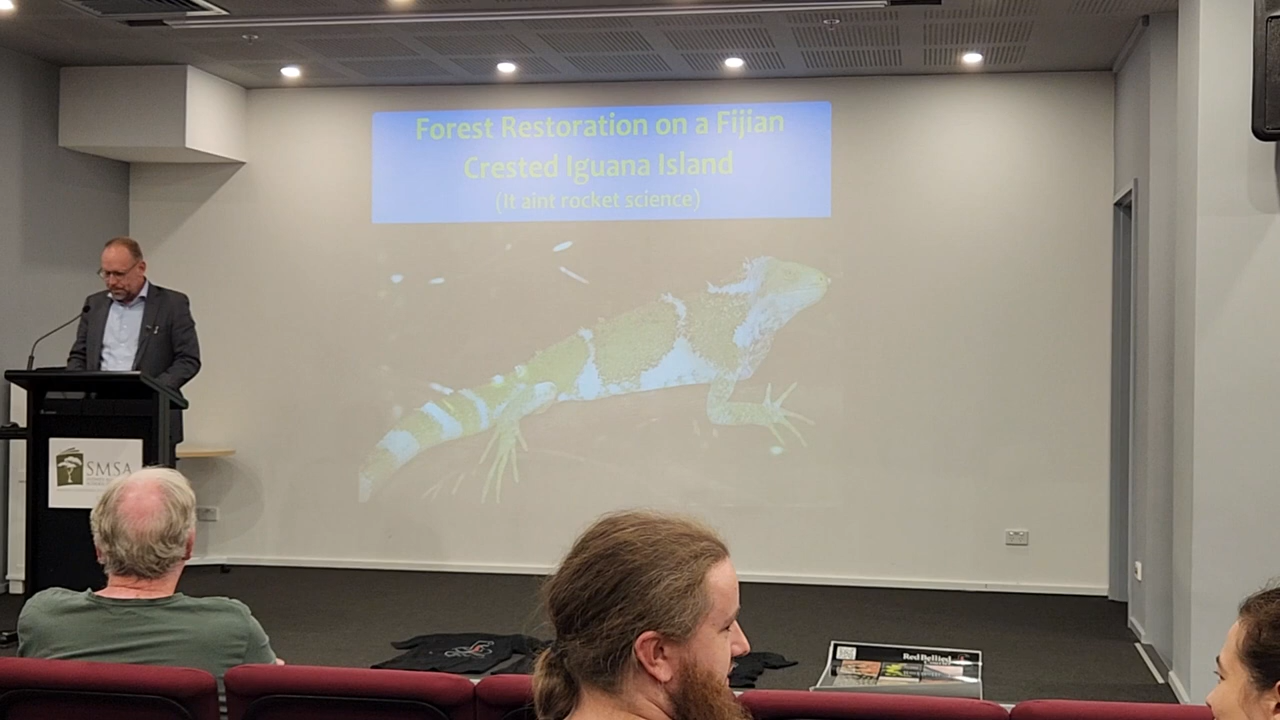 Forest Restoration on a Fijian
Crested Iguana Island
(It aint rocket science)
SMSA
Red Bellied